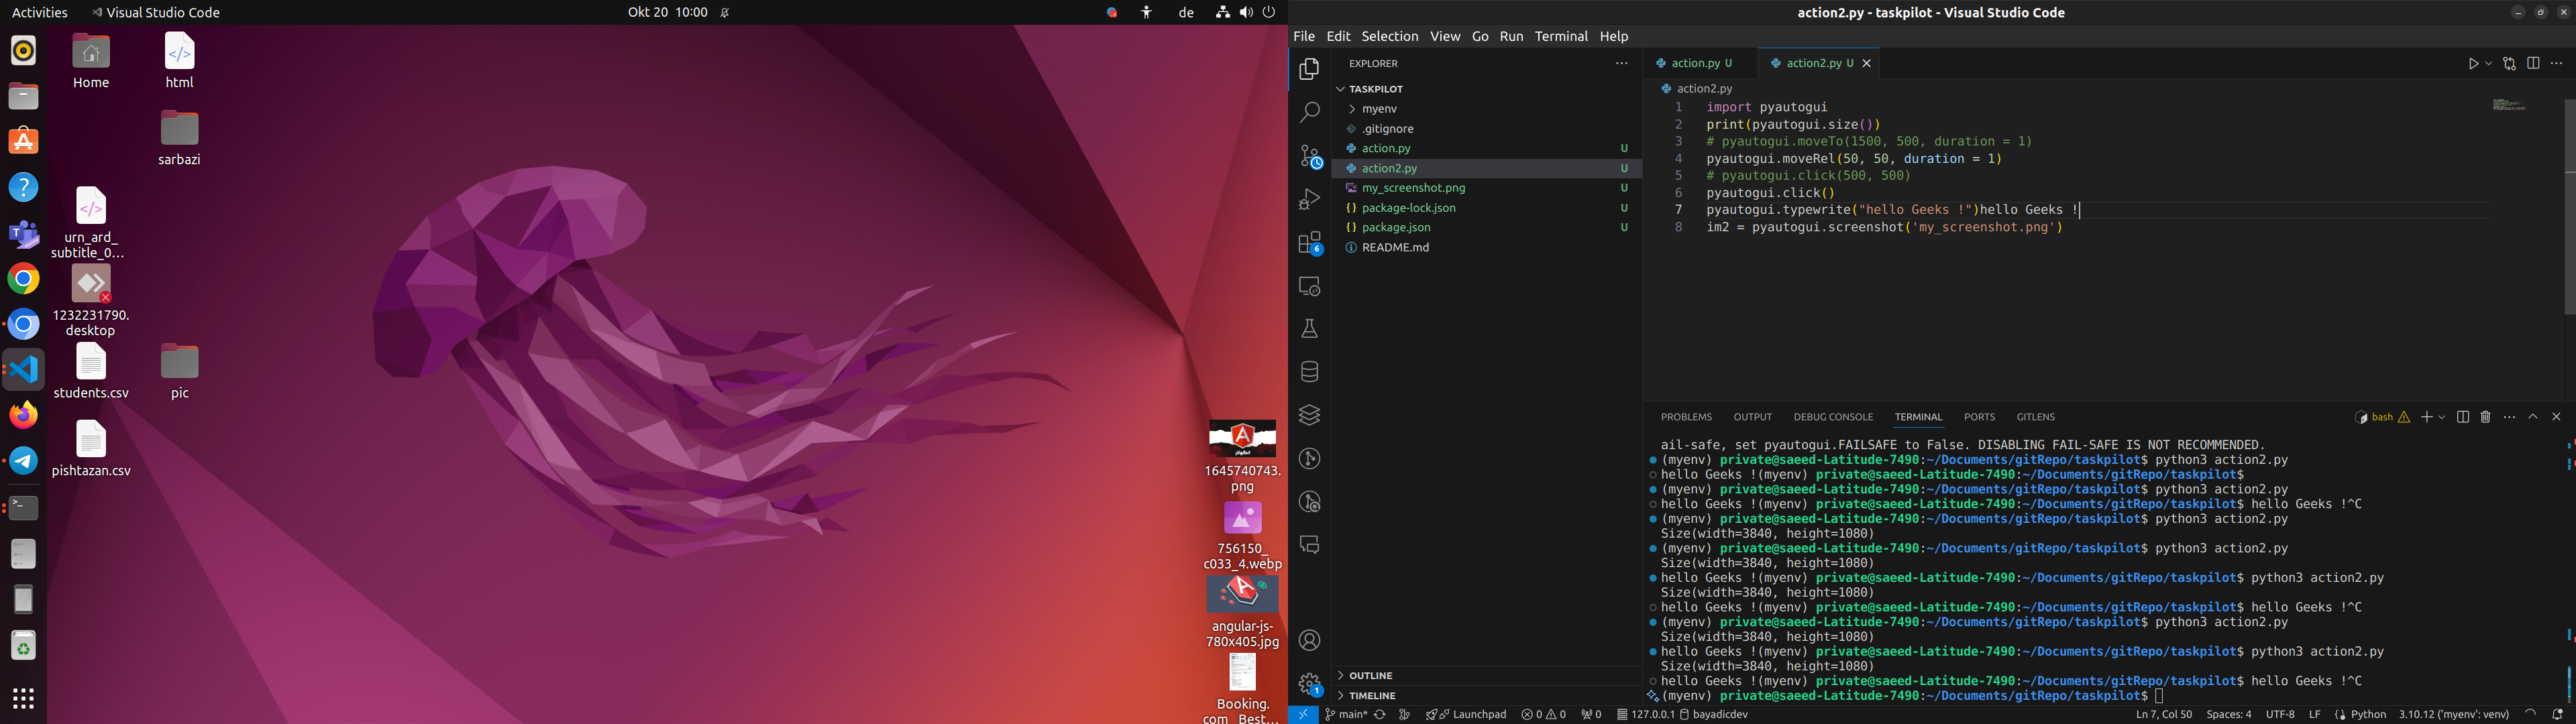 Activities
Visual Studio Code
Okt 20 10:00
de
Home
html
sarbazi
urn_ard_
subtitle_0...
1232231790.
desktop
students.csv
pic
pishtazan.csv
1645740743.
png
756150_
c033_4.webp
angular-js-
780x405.jpg
Booking.
com_ Best...
action2.py - taskpilot - Visual Studio Code
File Edit Selection View Go Run Terminal Help
EXPLORER
TASKPILOT
myenv
.gitignore
action.py U
action2.py U
my_screenshot.png U
package-lock.json U
package.json U
README.md
OUTLINE
TIMELINE
action.py U
action2.py U
action2.py
1 import pyautogui
2 print(pyautogui.size())
3 # pyautogui.moveTo(1500, 500, duration = 1)
4 pyautogui.moveRel(50, 50, duration = 1)
5 # pyautogui.click(500, 500)
6 pyautogui.click()
7 pyautogui.typewrite("hello Geeks !")hello Geeks !
8 im2 = pyautogui.screenshot('my_screenshot.png')
PROBLEMS OUTPUT DEBUG CONSOLE TERMINAL PORTS GITLENS
bash
ail-safe, set pyautogui.FAILSAFE to False. DISABLING FAIL-SAFE IS NOT RECOMMENDED.
(myenv) private@saeed-Latitude-7490:~/Documents/gitRepo/taskpilot$ python3 action2.py
hello Geeks !(myenv) private@saeed-Latitude-7490:~/Documents/gitRepo/taskpilot$
(myenv) private@saeed-Latitude-7490:~/Documents/gitRepo/taskpilot$ python3 action2.py
hello Geeks !(myenv) private@saeed-Latitude-7490:~/Documents/gitRepo/taskpilot$ hello Geeks !^C
(myenv) private@saeed-Latitude-7490:~/Documents/gitRepo/taskpilot$ python3 action2.py
Size(width=3840, height=1080)
(myenv) private@saeed-Latitude-7490:~/Documents/gitRepo/taskpilot$ python3 action2.py
Size(width=3840, height=1080)
hello Geeks !(myenv) private@saeed-Latitude-7490:~/Documents/gitRepo/taskpilot$ python3 action2.py
Size(width=3840, height=1080)
hello Geeks !(myenv) private@saeed-Latitude-7490:~/Documents/gitRepo/taskpilot$ hello Geeks !^C
(myenv) private@saeed-Latitude-7490:~/Documents/gitRepo/taskpilot$ python3 action2.py
Size(width=3840, height=1080)
hello Geeks !(myenv) private@saeed-Latitude-7490:~/Documents/gitRepo/taskpilot$ python3 action2.py
Size(width=3840, height=1080)
hello Geeks !(myenv) private@saeed-Latitude-7490:~/Documents/gitRepo/taskpilot$ hello Geeks !^C
(myenv) private@saeed-Latitude-7490:~/Documents/gitRepo/taskpilot$
main* Launchpad 0 0 0 127.0.0.1 bayadicdev
Ln 7, Col 50 Spaces: 4 UTF-8 LF Python 3.10.12 ('myenv': venv)